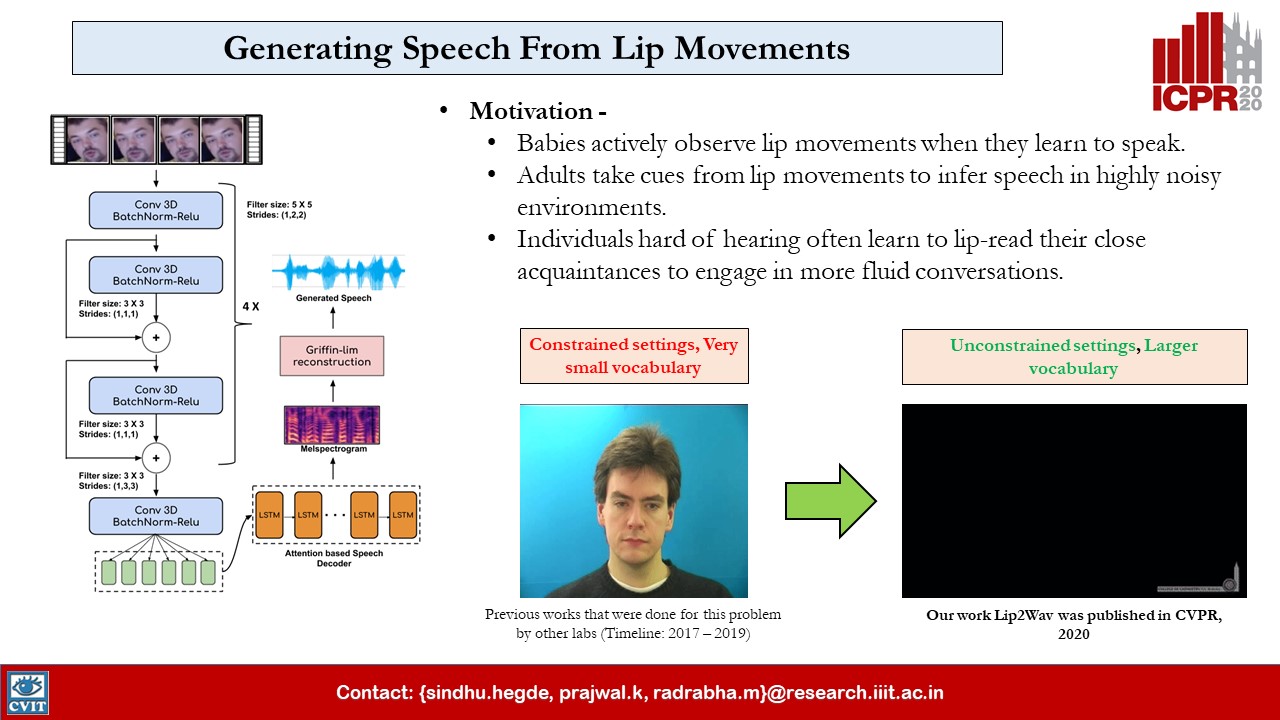 Generating Speech From Lip Movements
ICPR 20
20
• Motivation -
• Babies actively observe lip movements when they learn to speak.
• Adults take cues from lip movements to infer speech in highly noisy
environments.
• Individuals hard of hearing often learn to lip-read their close
acquaintances to engage in more fluid conversations.
Conv 3D
BatchNorm-Relu
Filter size: 5 X 5
Strides: (1,2,2)
Conv 3D
BatchNorm-Relu
Filter size: 3 X 3
Strides: (1,1,1)
+
4 X
Conv 3D
BatchNorm-Relu
Filter size: 3 X 3
Strides: (1,1,1)
+
Filter size: 3 X 3
Strides: (1,3,3)
Conv 3D
BatchNorm-Relu
LSTM LSTM · · · LSTM LSTM
Attention based Speech
Decoder
Melspectrogram
Griffin-lim
reconstruction
Generated Speech
Constrained settings, Very
small vocabulary
Unconstrained settings, Larger
vocabulary
Previous works that were done for this problem
by other labs (Timeline: 2017 – 2019)
Our work Lip2Wav was published in CVPR,
2020
CVIT
Contact: {sindhu.hegde, prajwal.k, radrabha.m}@research.iiit.ac.in